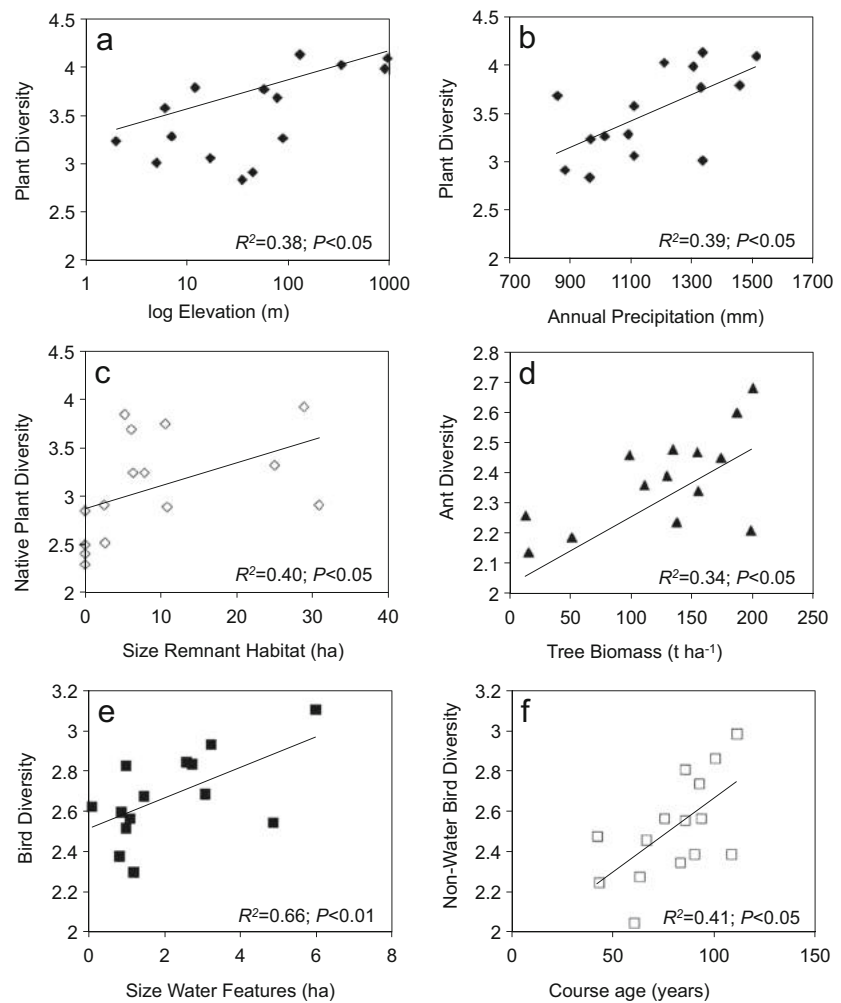 a
4.5
4
3.5
3
2.5
2
Plant Diversity
R²=0.38; P<0.05
1 10 100 1000
log Elevation (m)
b
4.5
4
3.5
3
2.5
2
Plant Diversity
R²=0.39; P<0.05
700 900 1100 1300 1500 1700
Annual Precipitation (mm)
c
4.5
4
3.5
3
2.5
2
Native Plant Diversity
R²=0.40; P<0.05
0 10 20 30 40
Size Remnant Habitat (ha)
d
2.8
2.7
2.6
2.5
2.4
2.3
2.2
2.1
2
Ant Diversity
R²=0.34; P<0.05
0 50 100 150 200 250
Tree Biomass (t ha⁻¹)
e
3.2
3
2.8
2.6
2.4
2.2
2
Bird Diversity
R²=0.66; P<0.01
0 2 4 6 8
Size Water Features (ha)
f
3.2
3
2.8
2.6
2.4
2.2
2
Non-Water Bird Diversity
R²=0.41; P<0.05
0 50 100 150
Course age (years)